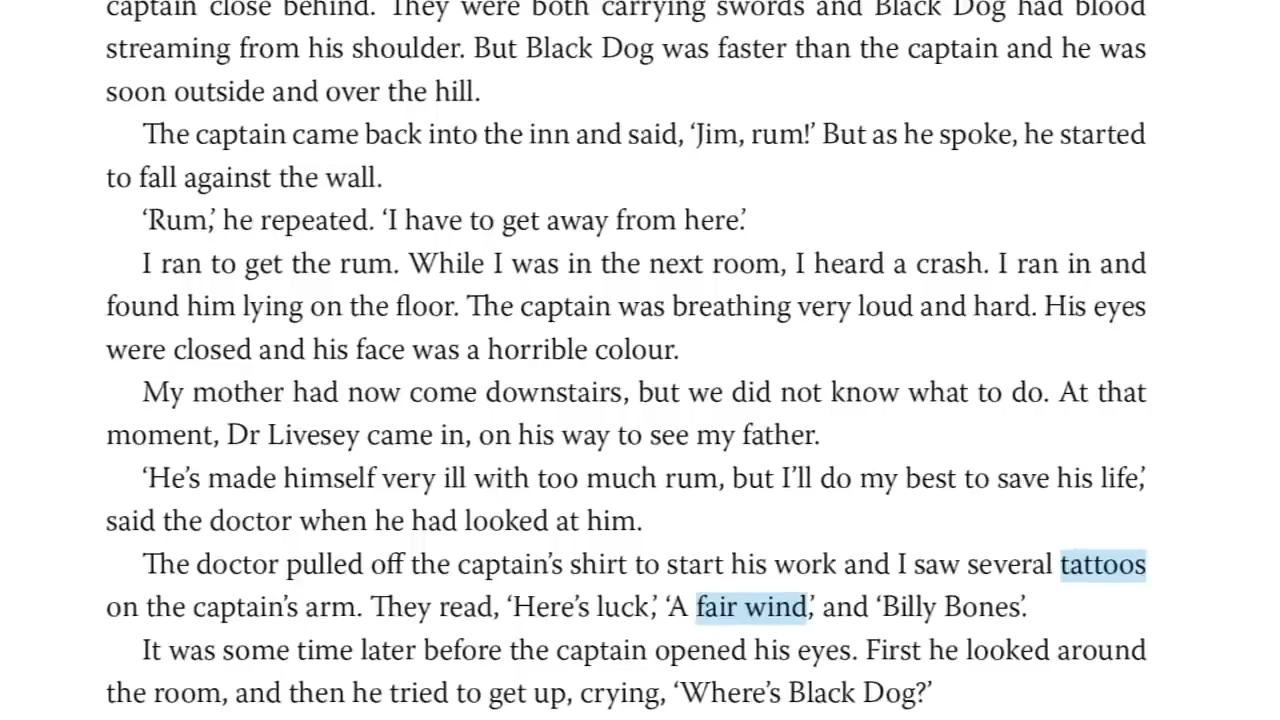 captain close behind. They were both carrying swords and Black Dog had blood
streaming from his shoulder. But Black Dog was faster than the captain and he was
soon outside and over the hill.
The captain came back into the inn and said, ‘Jim, rum!’ But as he spoke, he started
to fall against the wall.
‘Rum,’ he repeated. ‘I have to get away from here.’
I ran to get the rum. While I was in the next room, I heard a crash. I ran in and
found him lying on the floor. The captain was breathing very loud and hard. His eyes
were closed and his face was a horrible colour.
My mother had now come downstairs, but we did not know what to do. At that
moment, Dr Livesey came in, on his way to see my father.
‘He’s made himself very ill with too much rum, but I’ll do my best to save his life,’
said the doctor when he had looked at him.
The doctor pulled off the captain’s shirt to start his work and I saw several tattoos
on the captain’s arm. They read, ‘Here’s luck,’ ‘A fair wind,’ and ‘Billy Bones’.
It was some time later before the captain opened his eyes. First he looked around
the room, and then he tried to get up, crying, ‘Where’s Black Dog?’